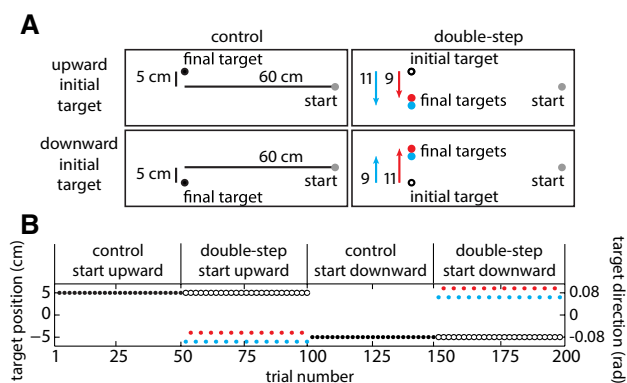 A
control
double-step
upward
initial
target
final target
5 cm
60 cm
start
initial target
11 9
final targets
start
downward
initial
target
60 cm
5 cm
start
final target
final targets
9 11
start
initial target
B
control
start upward
double-step
start upward
control
start downward
double-step
start downward
target position (cm)
5
0
−5
0.08
0
-0.08
target direction (rad)
1 25 50 75 100 125 150 175 200
trial number